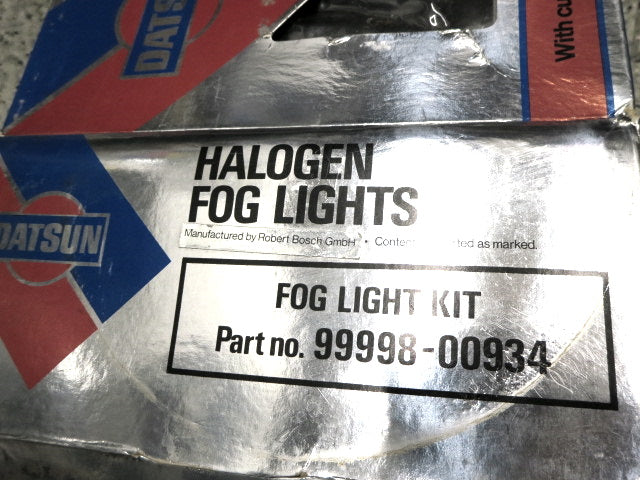 DATSUN
With cu
HALOGEN
FOG LIGHTS
Manufactured by Robert Bosch GmbH • Conten ted as marked.
DATSUN
FOG LIGHT KIT
Part no. 99998-00934